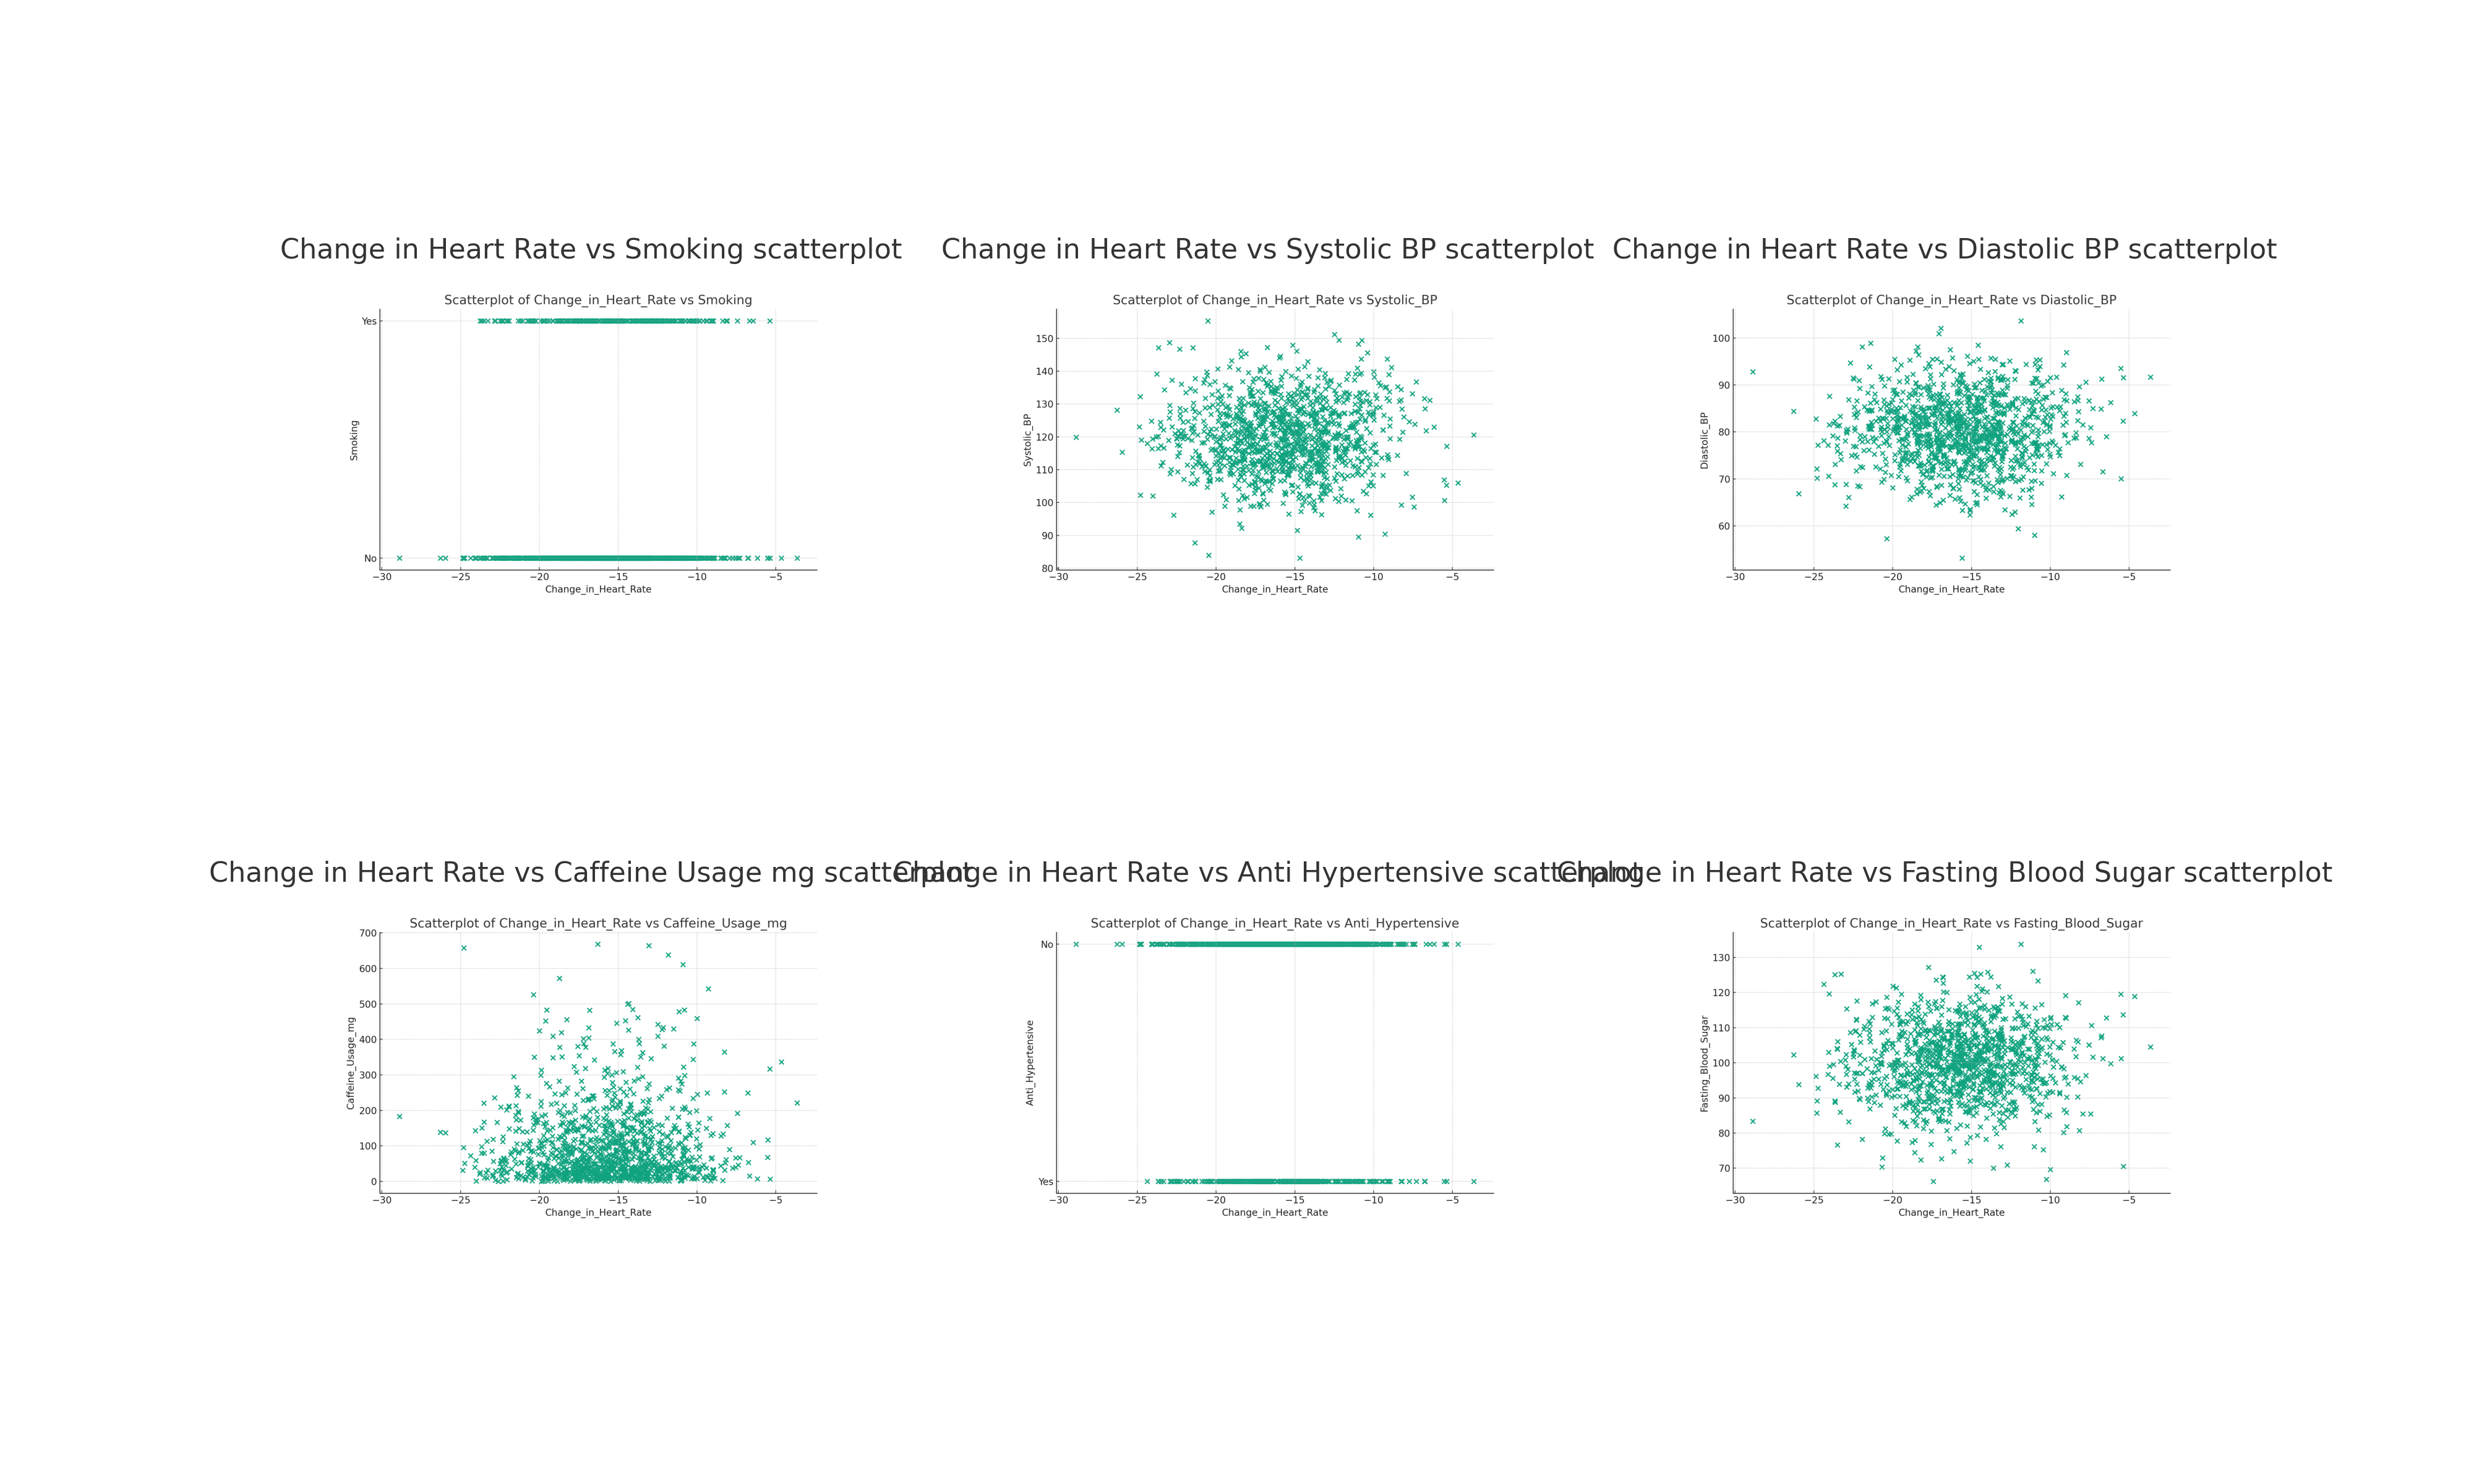 Change in Heart Rate vs Smoking scatterplot
Scatterplot of Change_in_Heart_Rate vs Smoking
Yes
Smoking
No
−30 −25 −20 −15 −10 −5
Change_in_Heart_Rate
Change in Heart Rate vs Systolic BP scatterplot
Scatterplot of Change_in_Heart_Rate vs Systolic_BP
150
140
130
120
110
100
90
80
Systolic_BP
−30 −25 −20 −15 −10 −5
Change_in_Heart_Rate
Change in Heart Rate vs Diastolic BP scatterplot
Scatterplot of Change_in_Heart_Rate vs Diastolic_BP
100
90
80
70
60
Diastolic_BP
−30 −25 −20 −15 −10 −5
Change_in_Heart_Rate
Change in Heart Rate vs Caffeine Usage mg scatterplot
Scatterplot of Change_in_Heart_Rate vs Caffeine_Usage_mg
700
600
500
400
300
200
100
0
Caffeine_Usage_mg
−30 −25 −20 −15 −10 −5
Change_in_Heart_Rate
Change in Heart Rate vs Anti Hypertensive scatterplot
Scatterplot of Change_in_Heart_Rate vs Anti_Hypertensive
No
Anti_Hypertensive
Yes
−30 −25 −20 −15 −10 −5
Change_in_Heart_Rate
Change in Heart Rate vs Fasting Blood Sugar scatterplot
Scatterplot of Change_in_Heart_Rate vs Fasting_Blood_Sugar
130
120
110
100
90
80
70
Fasting_Blood_Sugar
−30 −25 −20 −15 −10 −5
Change_in_Heart_Rate